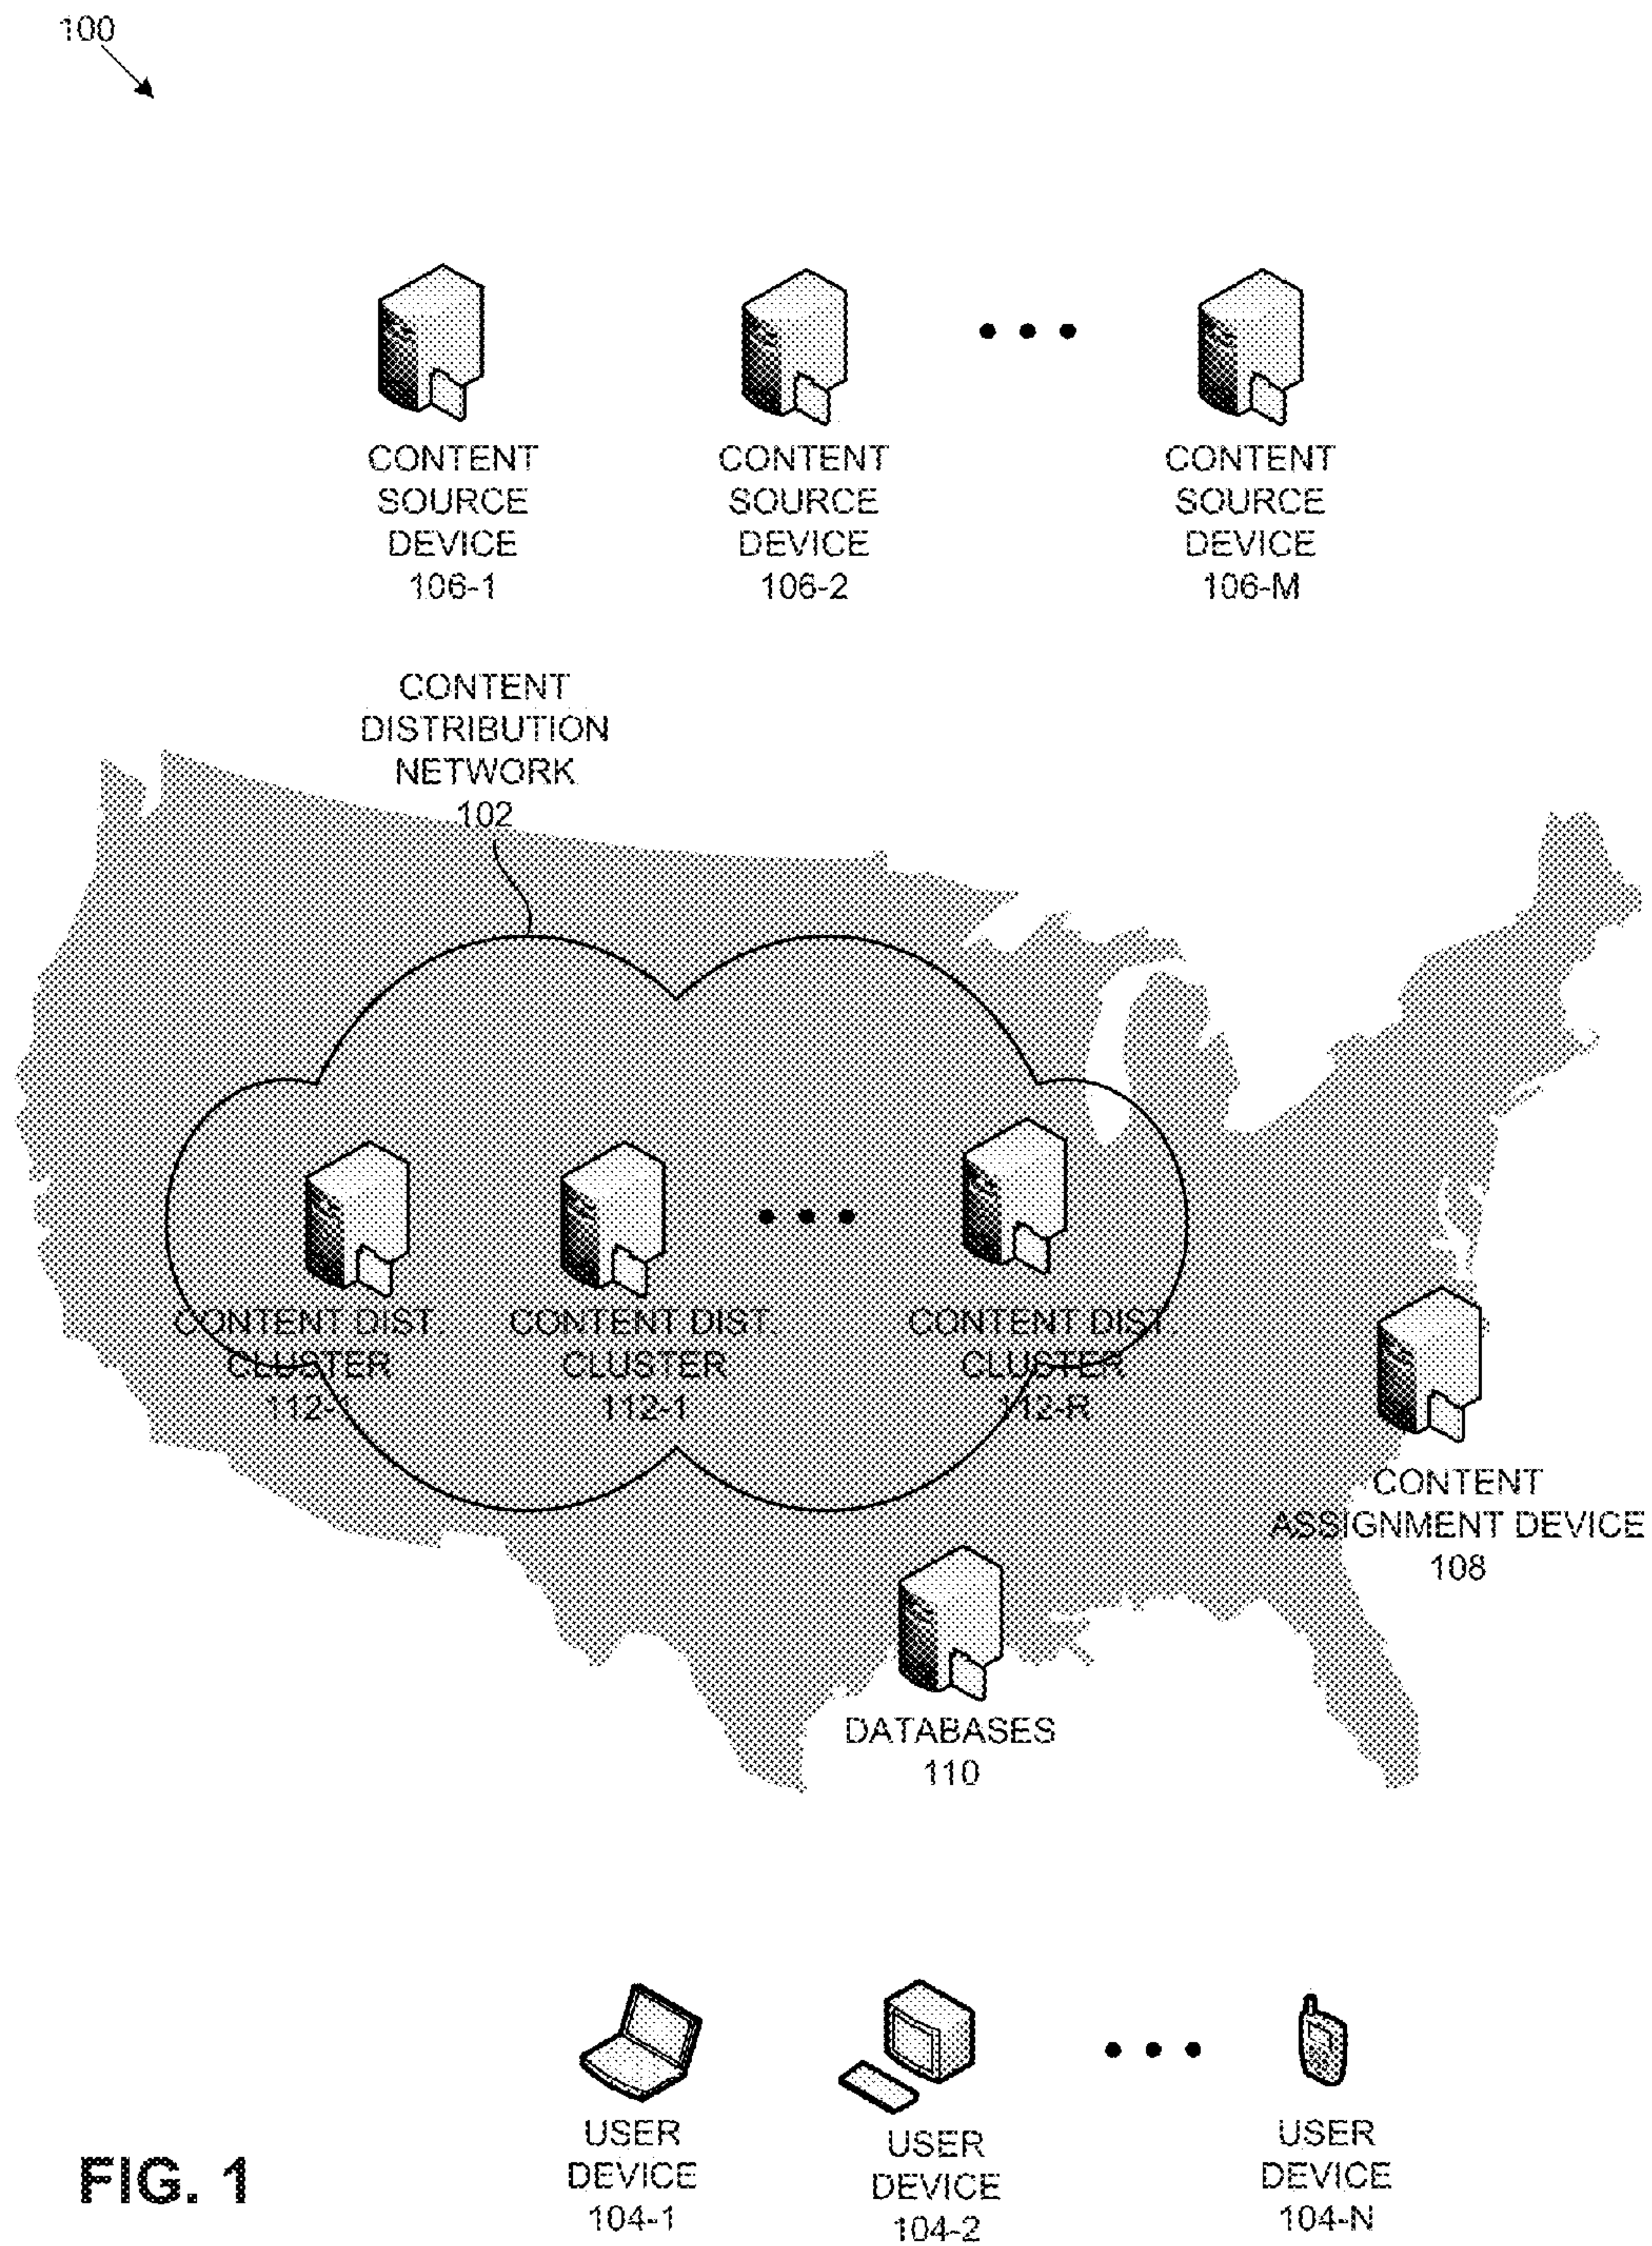 100
CONTENT
SOURCE
DEVICE
106-1
CONTENT
SOURCE
DEVICE
106-2
CONTENT
SOURCE
DEVICE
106-M
CONTENT
DISTRIBUTION
NETWORK
102
CONTENT DIST.
CLUSTER
112-1
CONTENT DIST.
CLUSTER
112-1
CONTENT DIST.
CLUSTER
112-R
CONTENT
ASSIGNMENT DEVICE
108
DATABASES
110
USER
DEVICE
104-1
USER
DEVICE
104-2
USER
DEVICE
104-N
FIG. 1